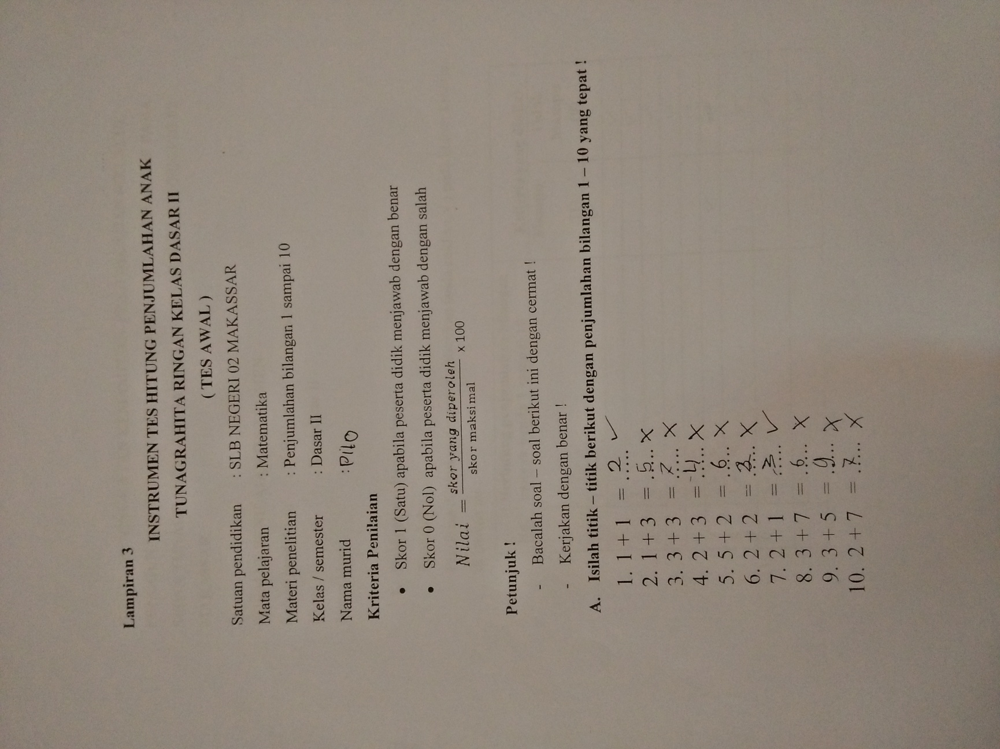 Lampiran 3
INSTRUMEN TES HITUNG PENJUMLAHAN ANAK
TUNAGRAHITA RINGAN KELAS DASAR II
( TES AWAL )
Satuan pendidikan : SLB NEGERI 02 MAKASSAR
Mata pelajaran : Matematika
Materi penelitian : Penjumlahan bilangan 1 sampai 10
Kelas / semester : Dasar II
Nama murid : PItO
Kriteria Penilaian
• Skor 1 (Satu) apabila peserta didik menjawab dengan benar
• Skor 0 (Nol) apabila peserta didik menjawab dengan salah
Nilai = skor yang diperoleh / skor maksimal x 100
Petunjuk !
- Bacalah soal – soal berikut ini dengan cermat !
- Kerjakan dengan benar !
A. Isilah titik – titik berikut dengan penjumlahan bilangan 1 – 10 yang tepat !
1. 1 + 1 = 2 ✓
2. 1 + 3 = 5 X
3. 3 + 3 = 7 X
4. 2 + 3 = 4 X
5. 5 + 2 = 6 X
6. 2 + 2 = 3 X
7. 2 + 1 = 3 ✓
8. 3 + 7 = 6 X
9. 3 + 5 = 9 X
10. 2 + 7 = 7 X